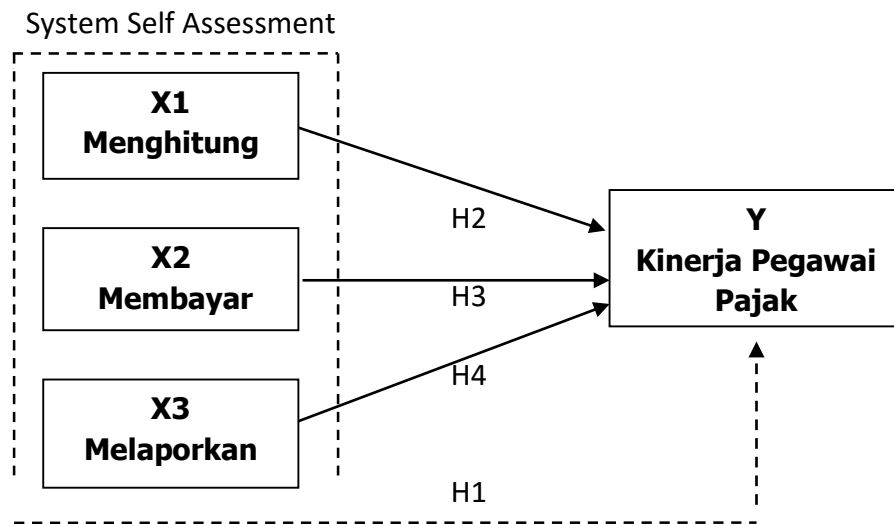 System Self Assessment
X1
Menghitung
H2
X2
Membayar
H3
X3
Melaporkan
H4
Y
Kinerja Pegawai
Pajak
H1